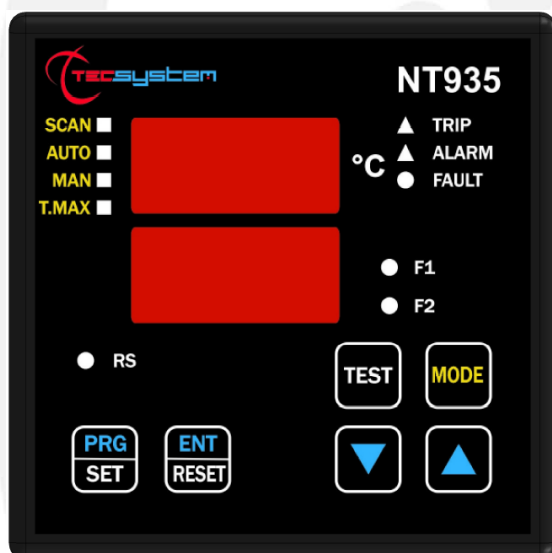 TECSYSTEM
NT935
SCAN
AUTO
MAN
T.MAX
°C
TRIP
ALARM
FAULT
F1
F2
RS
TEST
MODE
PRG
SET
ENT
RESET